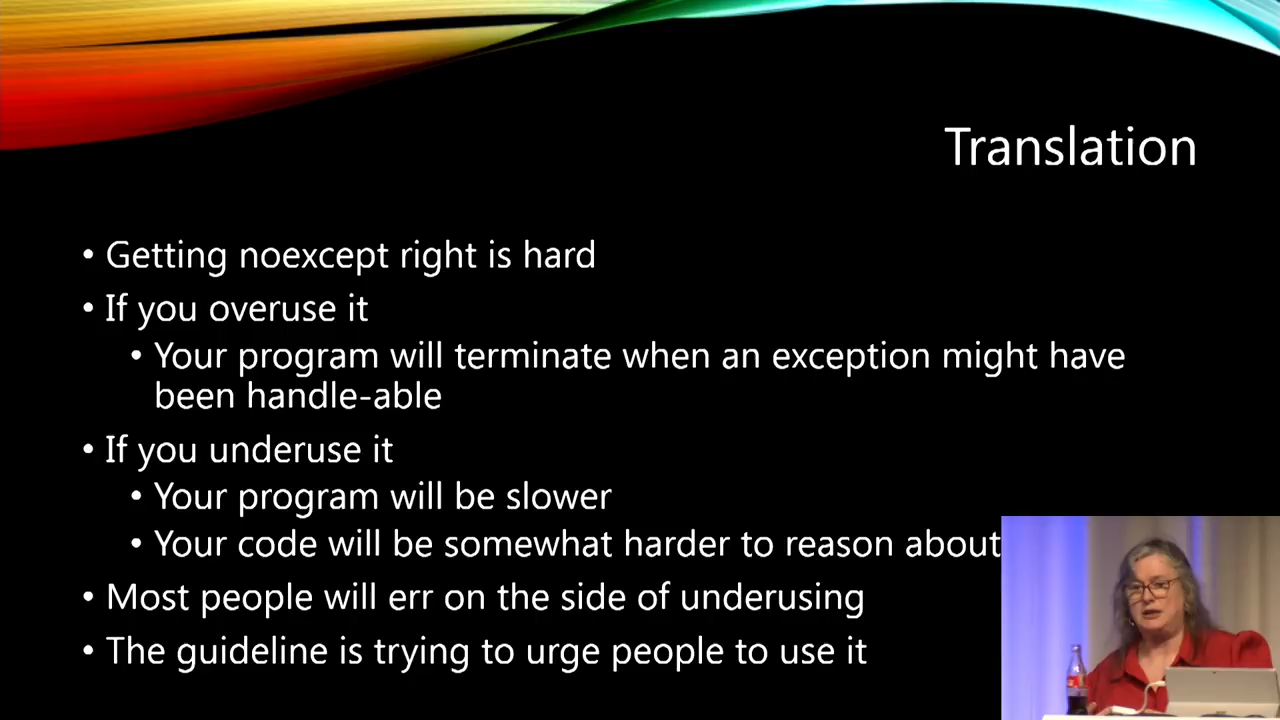 Translation
• Getting noexcept right is hard
• If you overuse it
• Your program will terminate when an exception might have
been handle-able
• If you underuse it
• Your program will be slower
• Your code will be somewhat harder to reason about
• Most people will err on the side of underusing
• The guideline is trying to urge people to use it